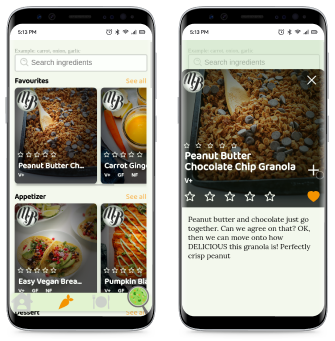 5:13 PM
Example: carrot, onion, garlic
Search ingredients
Favourites
See all
Peanut Butter Ch...
V+
Carrot Ging
V+ GF NF
Appetizer
See all
Easy Vegan Brea...
V+
Pumpkin Bla
V+ GF NF
Dessert
See all
5:13 PM
Example: carrot, onion, garlic
Search ingredients
Peanut Butter
Chocolate Chip Granola
V+
Peanut butter and chocolate just go
together. Can we agree on that? OK,
then we can move onto how
DELICIOUS this granola is! Perfectly
crisp peanut